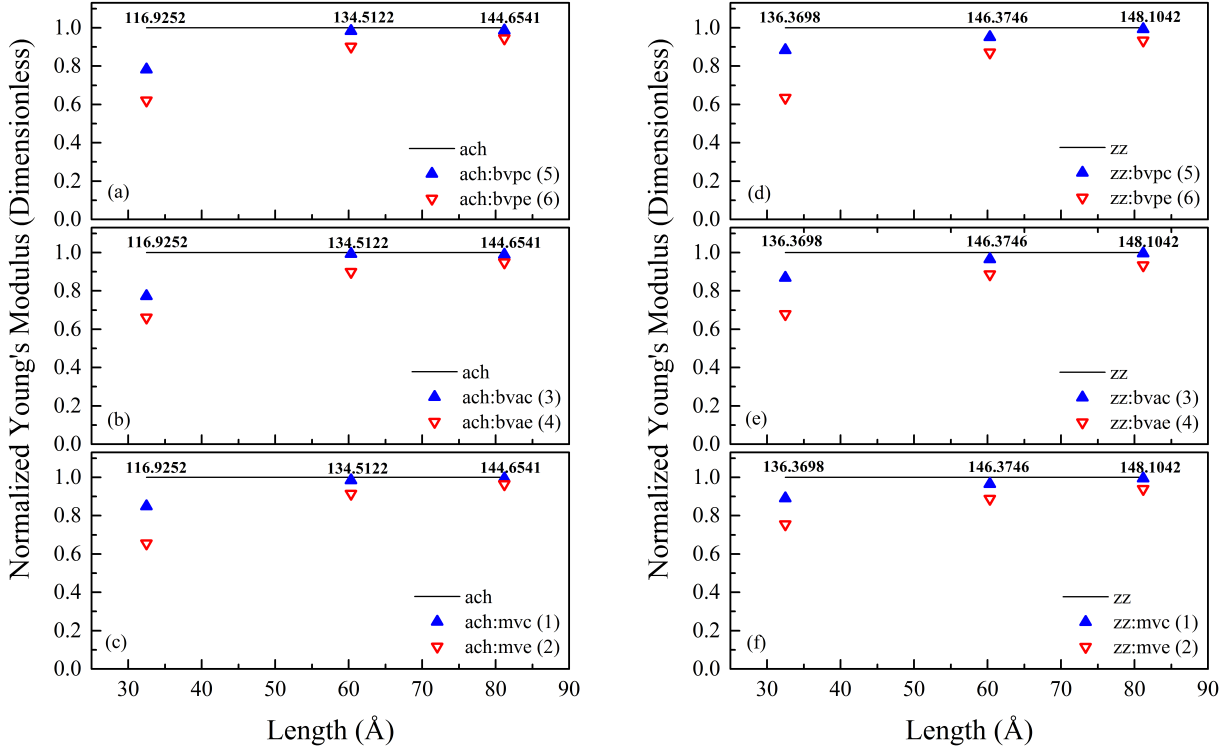 Normalized Young's Modulus (Dimensionless)
1.0
0.8
0.6
0.4
0.2
0.0
116.9252 134.5122 144.6541
ach
ach:bvpc (5)
ach:bvpe (6)
(a)
1.0
0.8
0.6
0.4
0.2
0.0
116.9252 134.5122 144.6541
ach
ach:bvac (3)
ach:bvae (4)
(b)
1.0
0.8
0.6
0.4
0.2
0.0
116.9252 134.5122 144.6541
ach
ach:mvc (1)
ach:mve (2)
(c)
30 40 50 60 70 80 90
Length (Å)
Normalized Young's Modulus (Dimensionless)
1.0
0.8
0.6
0.4
0.2
0.0
136.3698 146.3746 148.1042
zz
zz:bvpc (5)
zz:bvpe (6)
(d)
1.0
0.8
0.6
0.4
0.2
0.0
136.3698 146.3746 148.1042
zz
zz:bvac (3)
zz:bvae (4)
(e)
1.0
0.8
0.6
0.4
0.2
0.0
136.3698 146.3746 148.1042
zz
zz:mvc (1)
zz:mve (2)
(f)
30 40 50 60 70 80 90
Length (Å)